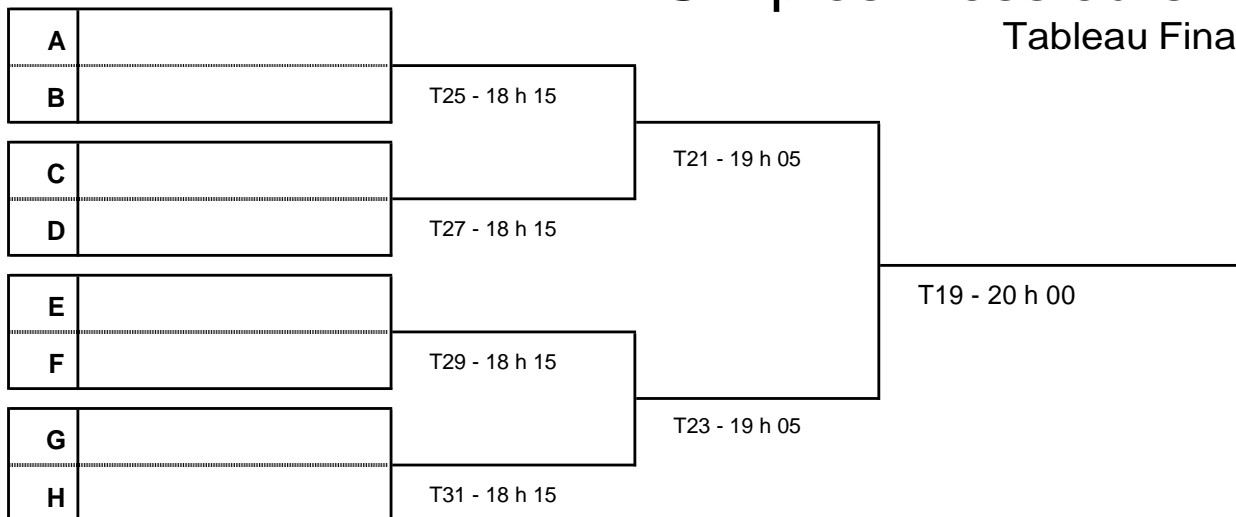 Tableau Fina
A
B
T25 - 18 h 15
T21 - 19 h 05
C
D
T27 - 18 h 15
T19 - 20 h 00
E
F
T29 - 18 h 15
T23 - 19 h 05
G
H
T31 - 18 h 15